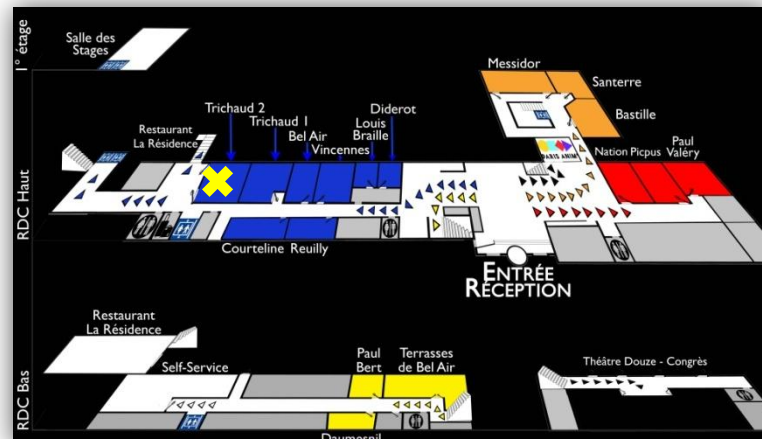 1° étage
Salle des
Stages
Messidor
Santerre
Bastille
Trichaud 2
Trichaud 1
Bel Air
Vincennes
Louis
Braille
Diderot
Restaurant
La Résidence
PARIS ANIM'
Nation Picpus
Paul
Valéry
RDC Haut
Courteline Reuilly
ENTRÉE
RÉCEPTION
Restaurant
La Résidence
Self-Service
Paul
Bert
Terrasses
de Bel Air
Théâtre Douze - Congrès
RDC Bas
Daumesnil